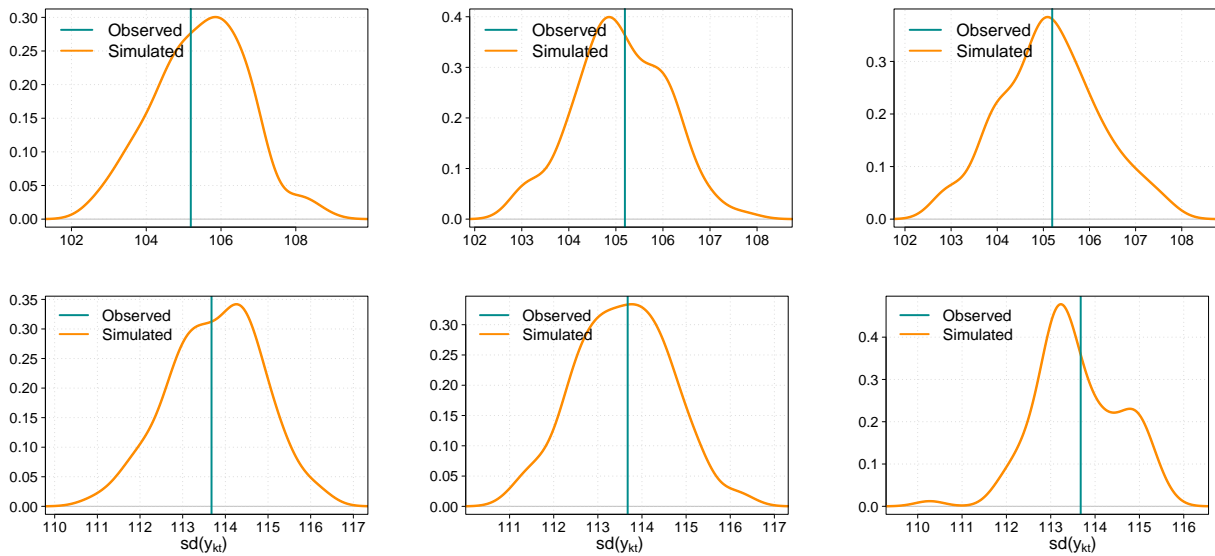 0.30
0.25
0.20
0.15
0.10
0.05
0.00
Observed
Simulated
102 104 106 108
0.4
0.3
0.2
0.1
0.0
Observed
Simulated
102 103 104 105 106 107 108
0.3
0.2
0.1
0.0
Observed
Simulated
102 103 104 105 106 107 108
0.35
0.30
0.25
0.20
0.15
0.10
0.05
0.00
Observed
Simulated
110 111 112 113 114 115 116 117
sd(y_kt)
0.30
0.25
0.20
0.15
0.10
0.05
0.00
Observed
Simulated
111 112 113 114 115 116 117
sd(y_kt)
0.4
0.3
0.2
0.1
0.0
Observed
Simulated
110 111 112 113 114 115 116
sd(y_kt)